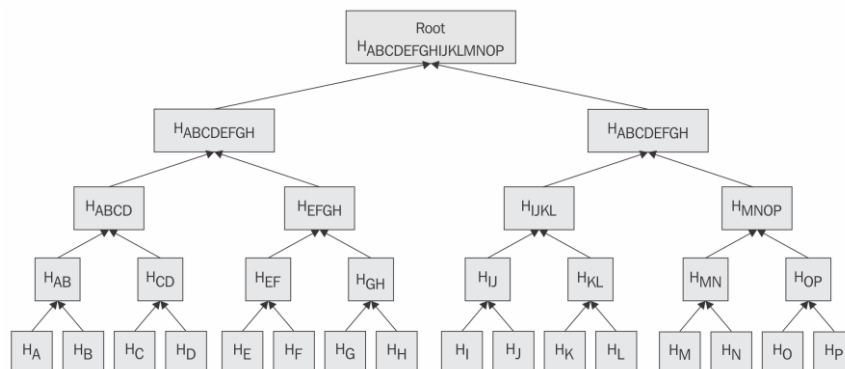 Root
HABCDEFGHIJKLMNOP
HABCDEFGH HABCDEFGH
HABCD HEFGH HIJKL HMNOP
HAB HCD HEF HGH HIJ HKL HMN HOP
HA HB HC HD HE HF HG HH HI HJ HK HL HM HN HO HP